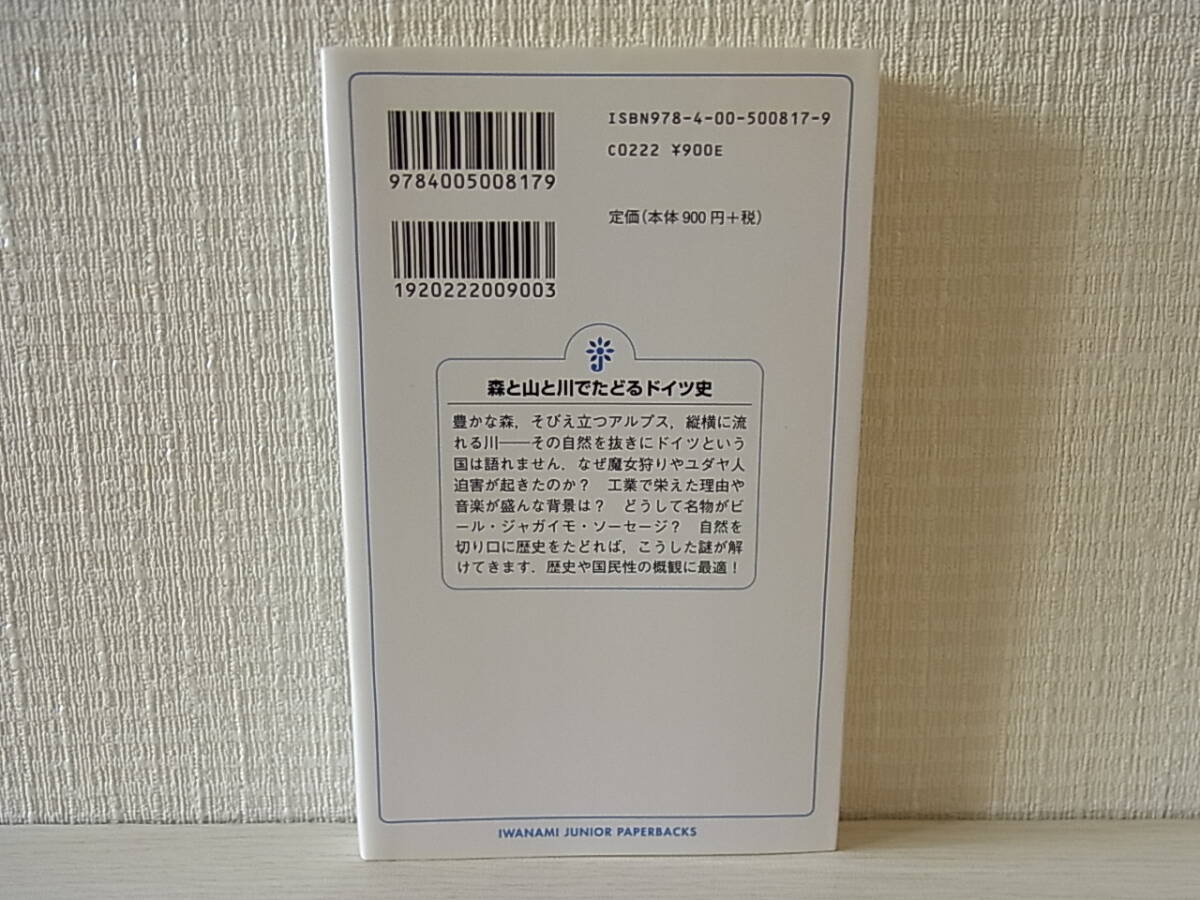 ISBN978-4-00-500817-9
C0222 ¥900E
9784005008179
定価(本体900円+税)
1920222009003
森と山と川でたどるドイツ史
豊かな森，そびえ立つアルプス，縦横に流
れる川――その自然を抜きにドイツという
国は語れません．なぜ魔女狩りやユダヤ人
迫害が起きたのか？　工業で栄えた理由や
音楽が盛んな背景は？　どうして名物がビ
ール・ジャガイモ・ソーセージ？　自然を
切り口に歴史をたどれば，こうした謎が解
けてきます．歴史や国民性の概観に最適！
IWANAMI JUNIOR PAPERBACKS